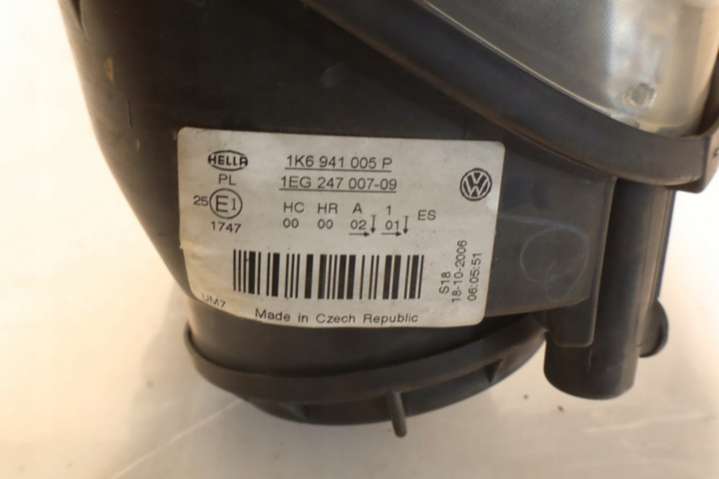 HELLA
1K6 941 005 P
PL
1EG 247 007-09
25 E1
HC HR A 1 ES
00 00 02 01
1747
S18
18-10-2006
06:05:51
UM7
Made in Czech Republic